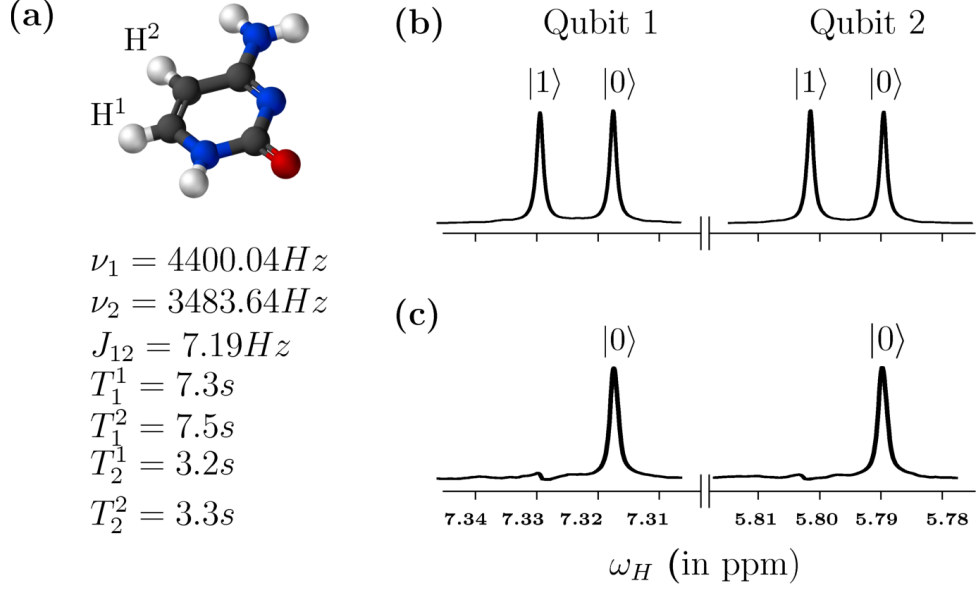 (a)
H²
H¹
ν₁ = 4400.04Hz
ν₂ = 3483.64Hz
J₁₂ = 7.19Hz
T₁¹ = 7.3s
T₁² = 7.5s
T₂¹ = 3.2s
T₂² = 3.3s
(b) Qubit 1 Qubit 2
|1⟩ |0⟩ |1⟩ |0⟩
(c)
|0⟩ |0⟩
7.34 7.33 7.32 7.31 5.81 5.80 5.79 5.78
ω_H (in ppm)